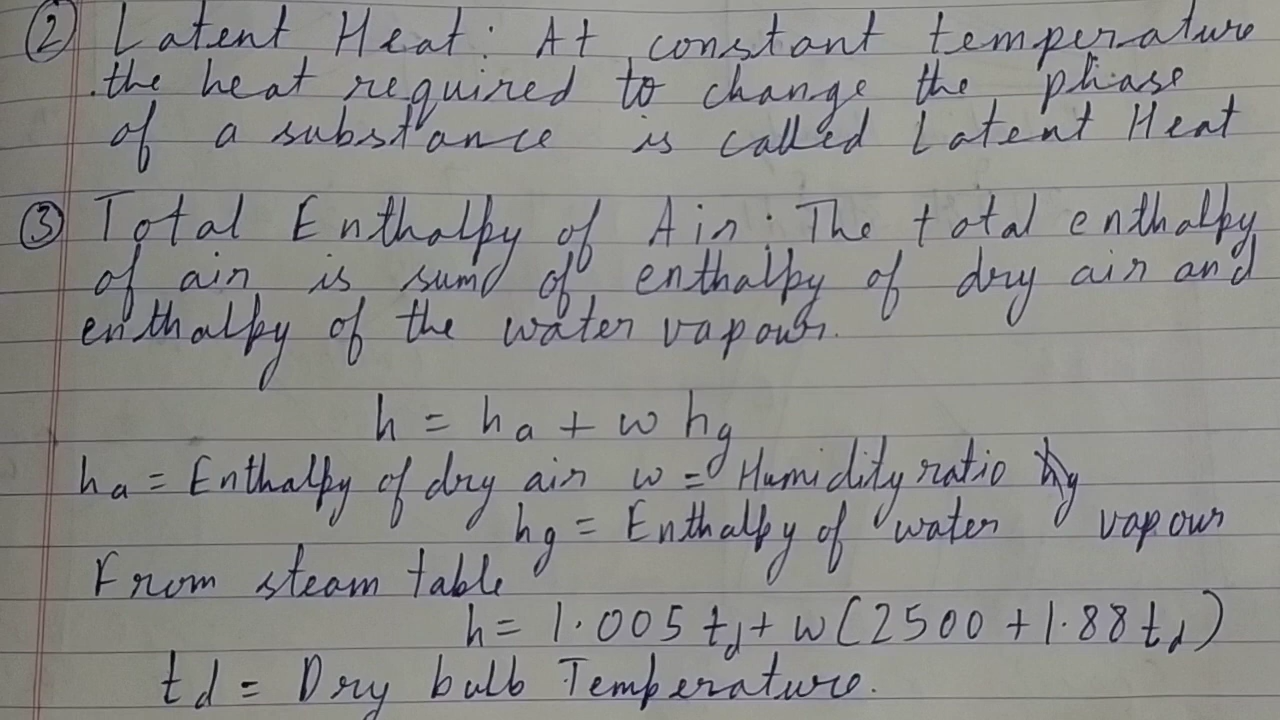 ② Latent Heat: At constant temperature
the heat required to change the phase
of a substance is called Latent Heat
③ Total Enthalpy of Air: The total enthalpy
of air is sum of enthalpy of dry air and
enthalpy of the water vapour.
h = ha + w hg
ha = Enthalpy of dry air w = Humidity ratio
hg = Enthalpy of water vapour
From steam table
h = 1.005 td + w(2500 + 1.88 td)
td = Dry bulb Temperature.